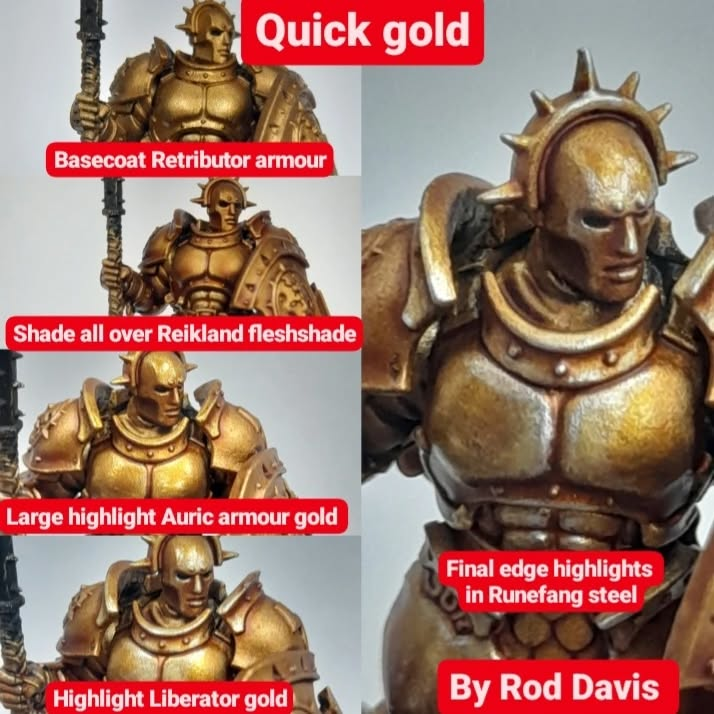 Quick gold
Basecoat Retributor armour
Shade all over Reikland fleshshade
Large highlight Auric armour gold
Highlight Liberator gold
Final edge highlights
in Runefang steel
By Rod Davis